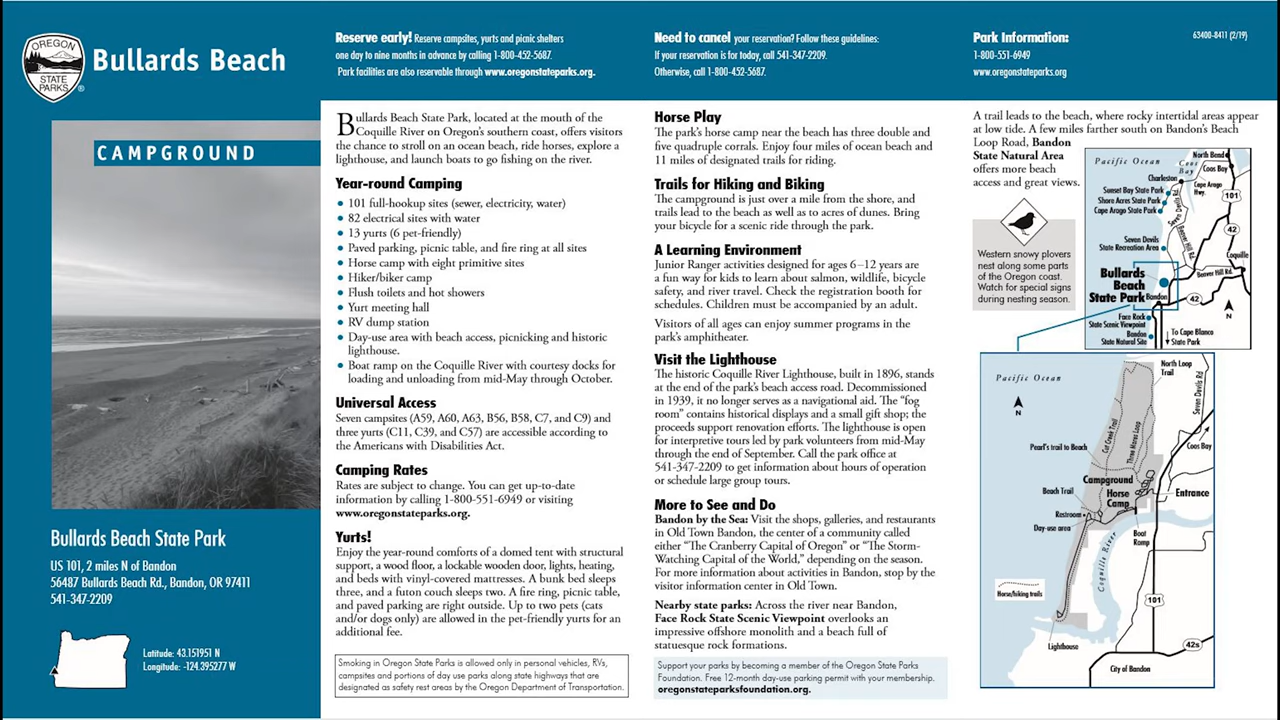 OREGON
STATE
PARKS
Bullards Beach
CAMPGROUND
Bullards Beach State Park
US 101, 2 miles N of Bandon
56487 Bullards Beach Rd., Bandon, OR 97411
541-347-2209
Latitude: 43.151951 N
Longitude: -124.395277 W
Reserve early! Reserve campsites, yurts and picnic shelters
one day to nine months in advance by calling 1-800-452-5687.
Park facilities are also reservable through www.oregonstateparks.org.
Bullards Beach State Park, located at the mouth of the
Coquille River on Oregon's southern coast, offers visitors
the chance to stroll on an ocean beach, ride horses, explore a
lighthouse, and launch boats to go fishing on the river.
Year-round Camping
• 101 full-hookup sites (sewer, electricity, water)
• 82 electrical sites with water
• 13 yurts (6 pet-friendly)
• Paved parking, picnic table, and fire ring at all sites
• Horse camp with eight primitive sites
• Hiker/biker camp
• Flush toilets and hot showers
• Yurt meeting hall
• RV dump station
• Day-use area with beach access, picnicking and historic
lighthouse.
• Boat ramp on the Coquille River with courtesy docks for
loading and unloading from mid-May through October.
Universal Access
Seven campsites (A59, A60, A63, B56, B58, C7, and C9) and
three yurts (C11, C39, and C57) are accessible according to
the Americans with Disabilities Act.
Camping Rates
Rates are subject to change. You can get up-to-date
information by calling 1-800-551-6949 or visiting
www.oregonstateparks.org.
Yurts!
Enjoy the year-round comforts of a domed tent with structural
support, a wood floor, a lockable wooden door, lights, heating,
and beds with vinyl-covered mattresses. A bunk bed sleeps
three, and a futon couch sleeps two. A fire ring, picnic table,
and paved parking are right outside. Up to two pets (cats
and/or dogs only) are allowed in the pet-friendly yurts for an
additional fee.
Smoking in Oregon State Parks is allowed only in personal vehicles, RVs,
campsites and portions of day use parks along state highways that are
designated as safety rest areas by the Oregon Department of Transportation.
Need to cancel your reservation? Follow these guidelines:
If your reservation is for today, call 541-347-2209.
Otherwise, call 1-800-452-5687.
Horse Play
The park's horse camp near the beach has three double and
five quadruple corrals. Enjoy four miles of ocean beach and
11 miles of designated trails for riding.
Trails for Hiking and Biking
The campground is just over a mile from the shore, and
trails lead to the beach as well as to acres of dunes. Bring
your bicycle for a scenic ride through the park.
A Learning Environment
Junior Ranger activities designed for ages 6–12 years are
a fun way for kids to learn about salmon, wildlife, bicycle
safety, and river travel. Check the registration booth for
schedules. Children must be accompanied by an adult.
Visitors of all ages can enjoy summer programs in the
park's amphitheater.
Visit the Lighthouse
The historic Coquille River Lighthouse, built in 1896, stands
at the end of the park's beach access road. Decommissioned
in 1939, it no longer serves as a navigational aid. The "fog
room" contains historical displays and a small gift shop; the
proceeds support renovation efforts. The lighthouse is open
for interpretive tours led by park volunteers from mid-May
through the end of September. Call the park office at
541-347-2209 to get information about hours of operation
or schedule large group tours.
More to See and Do
Bandon by the Sea: Visit the shops, galleries, and restaurants
in Old Town Bandon, the center of a community called
either "The Cranberry Capital of Oregon" or "The Storm-
Watching Capital of the World," depending on the season.
For more information about activities in Bandon, stop by the
visitor information center in Old Town.
Nearby state parks: Across the river near Bandon,
Face Rock State Scenic Viewpoint overlooks an
impressive offshore monolith and a beach full of
statuesque rock formations.
Support your parks by becoming a member of the Oregon State Parks
Foundation. Free 12-month day-use parking permit with your membership.
oregonstateparksfoundation.org.
Park Information:
1-800-551-6949
www.oregonstateparks.org
63400-8411 (2/19)
A trail leads to the beach, where rocky intertidal areas appear
at low tide. A few miles farther south on Bandon's Beach
Loop Road, Bandon
State Natural Area
offers more beach
access and great views.
Western snowy plovers
nest along some parts
of the Oregon coast.
Watch for special signs
during nesting season.
Pacific Ocean
Coos
Bay
North Bend
Coos Bay
Charleston
Cape Arago
Hwy.
Sunset Bay State Park
Shore Acres State Park
Cape Arago State Park
101
Seven Devils Rd.
42
Seven Devils
State Recreation Area
Beaver Hill Rd.
Coquille
Beaver Hill Rd.
Bullards
Beach
State Park
Bandon
42
N
Face Rock
State Scenic Viewpoint
Bandon
State Natural Site
To Cape Blanco
State Park
Pacific Ocean
N
North Loop
Trail
Seven Devils Rd
Cut Creek Trail
Three Mares Loop
Pearl's trail to Beach
Coos Bay
Campground
Horse
Camp
Beach Trail
Entrance
Restroom
Day-use area
Boat
Ramp
Coquille River
Horse/hiking trails
101
Lighthouse
42s
City of Bandon